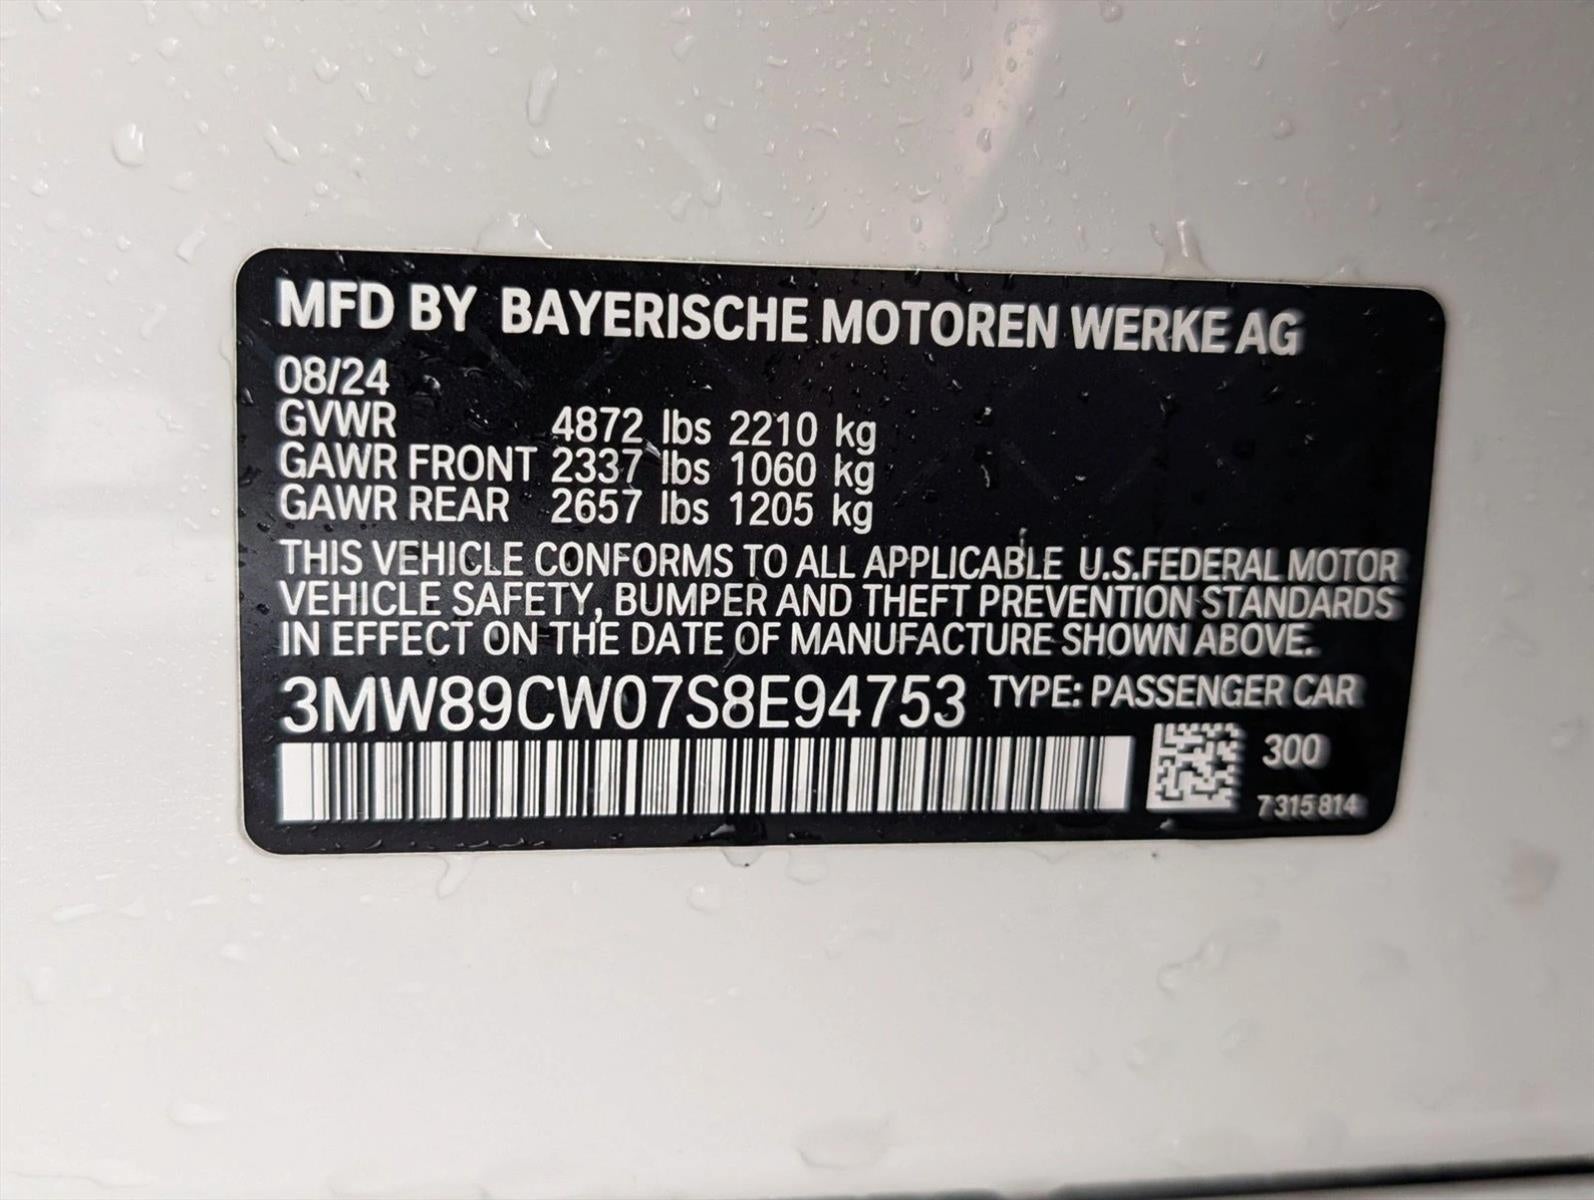 MFD BY BAYERISCHE MOTOREN WERKE AG
08/24
GVWR 4872 lbs 2210 kg
GAWR FRONT 2337 lbs 1060 kg
GAWR REAR 2657 lbs 1205 kg
THIS VEHICLE CONFORMS TO ALL APPLICABLE U.S.FEDERAL MOTOR
VEHICLE SAFETY, BUMPER AND THEFT PREVENTION STANDARDS
IN EFFECT ON THE DATE OF MANUFACTURE SHOWN ABOVE.
3MW89CW07S8E94753 TYPE: PASSENGER CAR
300
7 315 814